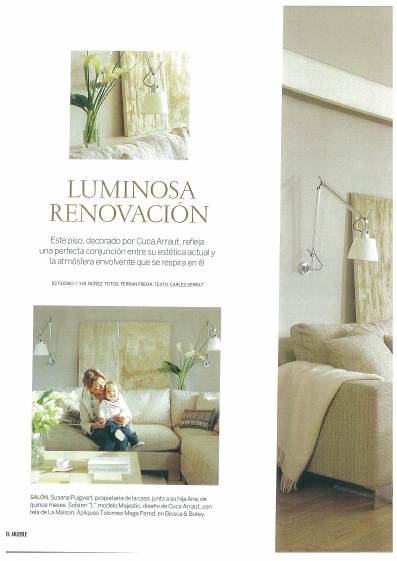 LUMINOSA
RENOVACIÓN
Este piso, decorado por Cuca Arraut, refleja
una perfecta conjunción entre su estética actual y
la atmósfera envolvente que se respira en él
ESTILISMO: I. YVA NÚÑEZ FOTOS: FERRAN FREIXA TEXTO: CARLES SERRAT
SALÓN. Susana Puigvert, propietaria de la casa, junto a su hija Ana, de
quince meses. Sofá en "L" modelo Majestic, diseño de Cuca Arraut, con
tela de La Maison. Apliques Tolomeo Mega Pared, en Biosca & Botey.
EL MUEBLE